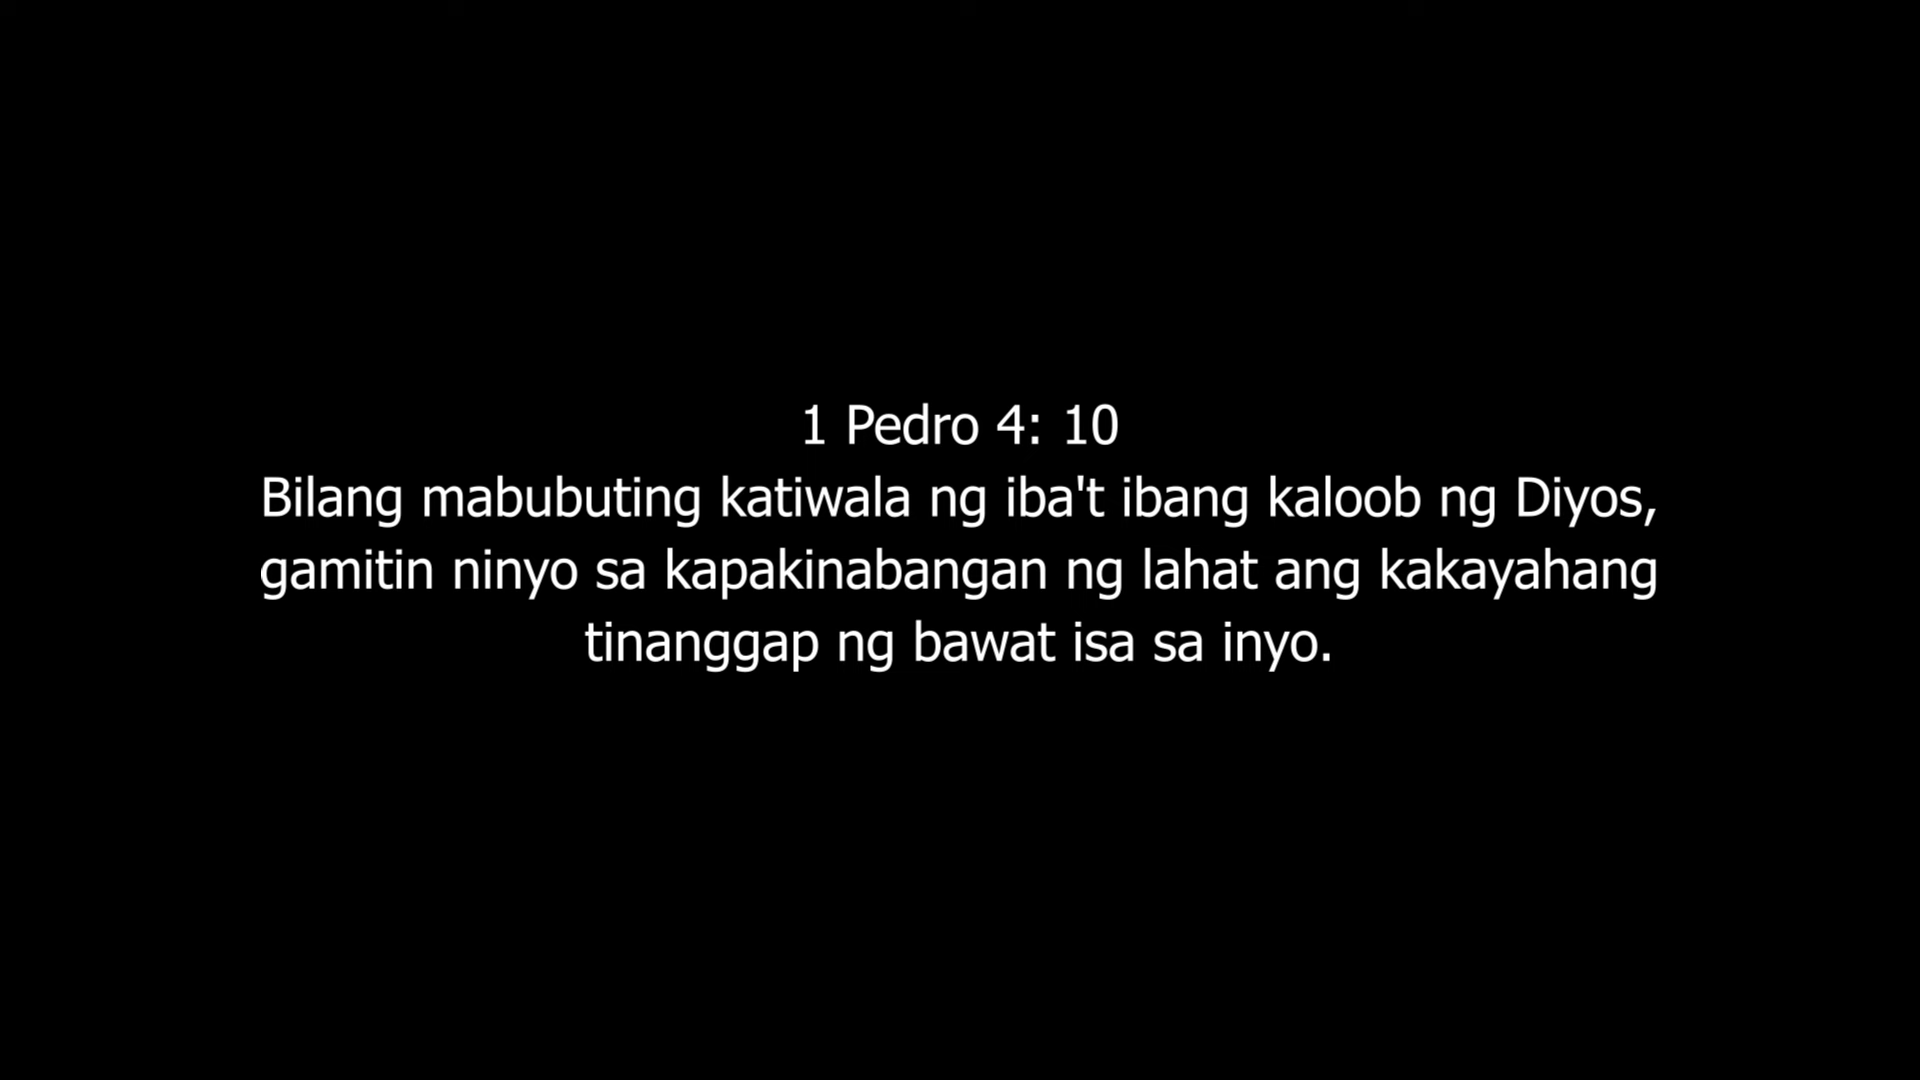 1 Pedro 4: 10
Bilang mabubuting katiwala ng iba't ibang kaloob ng Diyos,
gamitin ninyo sa kapakinabangan ng lahat ang kakayahang
tinanggap ng bawat isa sa inyo.